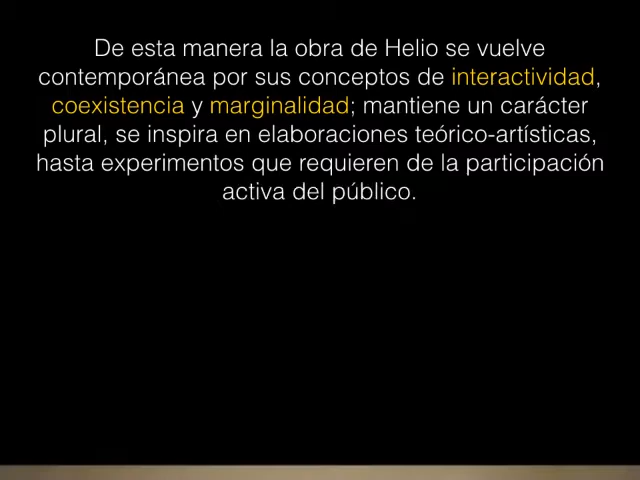 De esta manera la obra de Helio se vuelve
contemporánea por sus conceptos de interactividad,
coexistencia y marginalidad; mantiene un carácter
plural, se inspira en elaboraciones teórico-artísticas,
hasta experimentos que requieren de la participación
activa del público.